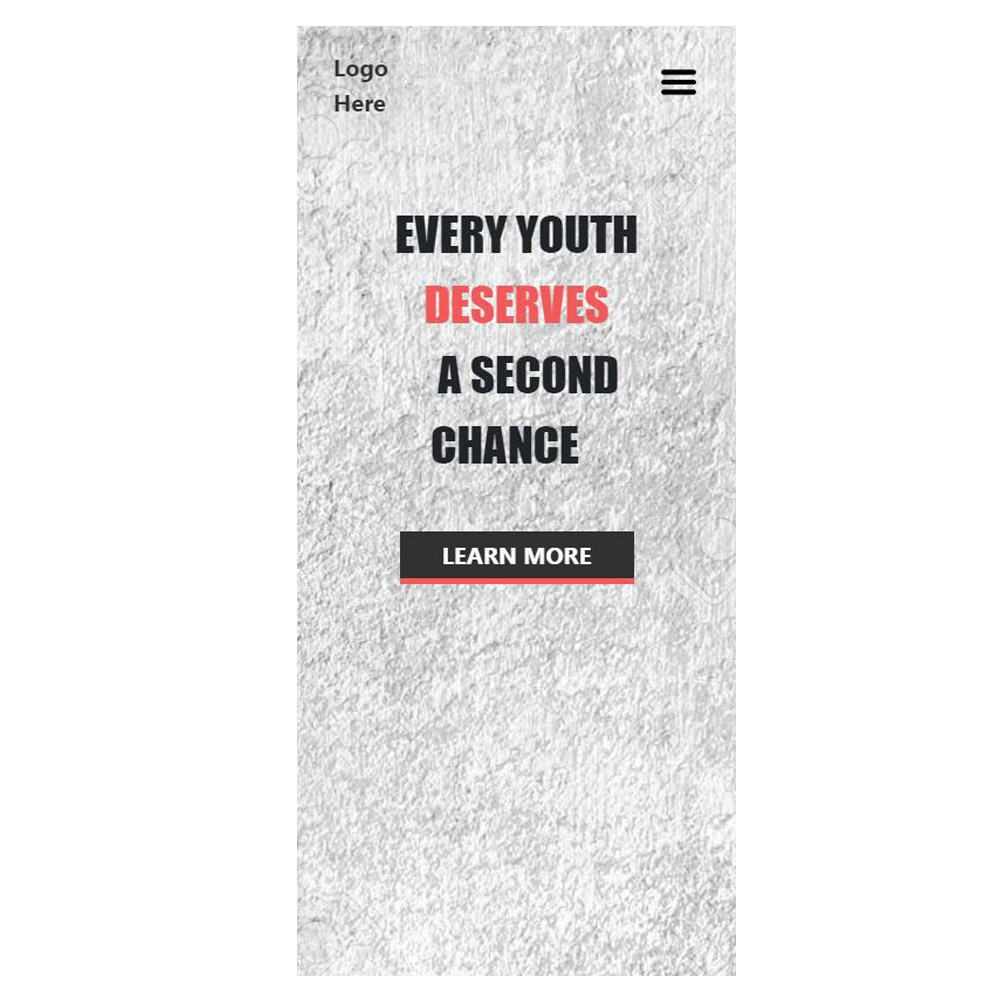 Logo
Here
EVERY YOUTH
DESERVES
A SECOND
CHANCE
LEARN MORE